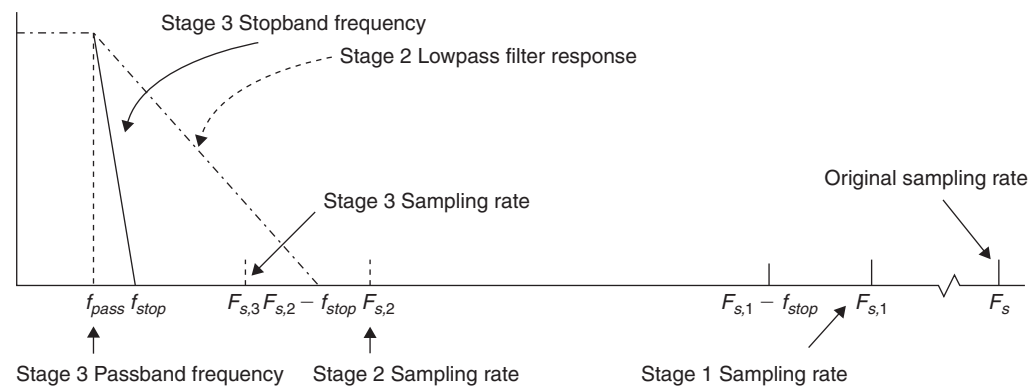 Stage 3 Stopband frequency
Stage 2 Lowpass filter response
Original sampling rate
Stage 3 Sampling rate
f_pass f_stop F_s,3 F_s,2 – f_stop F_s,2 F_s,1 – f_stop F_s,1 F_s
Stage 3 Passband frequency Stage 2 Sampling rate Stage 1 Sampling rate